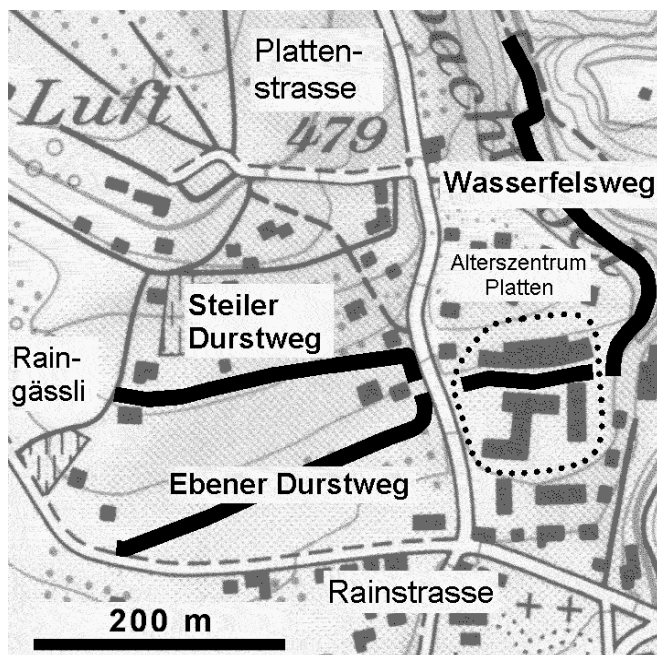 Platten-
strasse
Luft
479
Wasserfelsweg
Alterszentrum
Platten
Steiler
Durstweg
Rain-
gässli
Ebener Durstweg
Rainstrasse
200 m